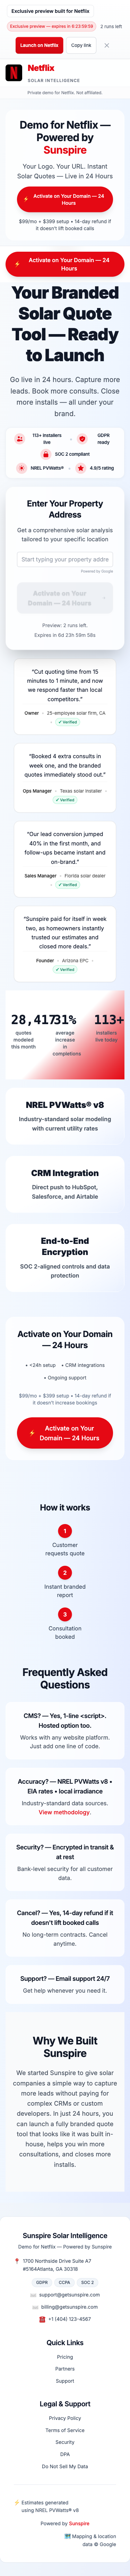 Exclusive preview built for Netflix
Exclusive preview — expires in 6:23:59:58
2 runs left
Launch on Netflix
Copy link
✕
Netflix
SOLAR INTELLIGENCE
Private demo for Netflix. Not affiliated.
Demo for Netflix —
Powered by
Sunspire
Your Logo. Your URL. Instant
Solar Quotes — Live in 24 Hours
⚡ Activate on Your Domain — 24
Hours
$99/mo + $399 setup • 14-day refund if
it doesn't lift booked calls
⚡ Activate on Your Domain — 24
Hours
Your Branded
Solar Quote
Tool — Ready
to Launch
Go live in 24 hours. Capture more
leads. Book more consults. Close
more installs — all under your
brand.
113+ Installers
live
GDPR
ready
SOC 2 compliant
NREL PVWatts®
4.9/5 rating
Enter Your Property
Address
Get a comprehensive solar analysis
tailored to your specific location
Start typing your property addre
Powered by Google
Activate on Your
Domain — 24 Hours
Preview: 2 runs left.
Expires in 6d 23h 59m 58s
“Cut quoting time from 15
minutes to 1 minute, and now
we respond faster than local
competitors.”
Owner • 25-employee solar firm, CA
• ✓ Verified
“Booked 4 extra consults in
week one, and the branded
quotes immediately stood out.”
Ops Manager • Texas solar installer •
✓ Verified
“Our lead conversion jumped
40% in the first month, and
follow-ups became instant and
on-brand.”
Sales Manager • Florida solar dealer
• ✓ Verified
“Sunspire paid for itself in week
two, as homeowners instantly
trusted our estimates and
closed more deals.”
Founder • Arizona EPC •
✓ Verified
28,417
31%
113+
quotes
modeled
this month
average
increase
in
completions
installers
live today
NREL PVWatts® v8
Industry-standard solar modeling
with current utility rates
CRM Integration
Direct push to HubSpot,
Salesforce, and Airtable
End-to-End
Encryption
SOC 2-aligned controls and data
protection
Activate on Your Domain
— 24 Hours
• <24h setup • CRM integrations
• Ongoing support
$99/mo + $399 setup • 14-day refund if
it doesn't increase bookings
⚡ Activate on Your
Domain — 24 Hours
How it works
1
Customer
requests quote
2
Instant branded
report
3
Consultation
booked
Frequently Asked
Questions
CMS? — Yes, 1-line <script>.
Hosted option too.
Works with any website platform.
Just add one line of code.
Accuracy? — NREL PVWatts v8 •
EIA rates • local irradiance
Industry-standard data sources.
View methodology.
Security? — Encrypted in transit &
at rest
Bank-level security for all customer
data.
Cancel? — Yes, 14-day refund if it
doesn't lift booked calls
No long-term contracts. Cancel
anytime.
Support? — Email support 24/7
Get help whenever you need it.
Why We Built
Sunspire
We started Sunspire to give solar
companies a simple way to capture
more leads without paying for
complex CRMs or custom
developers. In just 24 hours, you
can launch a fully branded quote
tool that looks like it was built in-
house, helps you win more
consultations, and closes more
installs.
Sunspire Solar Intelligence
Demo for Netflix — Powered by Sunspire
1700 Northside Drive Suite A7
#5164Atlanta, GA 30318
GDPR
CCPA
SOC 2
support@getsunspire.com
billing@getsunspire.com
+1 (404) 123-4567
Quick Links
Pricing
Partners
Support
Legal & Support
Privacy Policy
Terms of Service
Security
DPA
Do Not Sell My Data
⚡ Estimates generated
using NREL PVWatts® v8
Powered by Sunspire
Mapping & location
data © Google